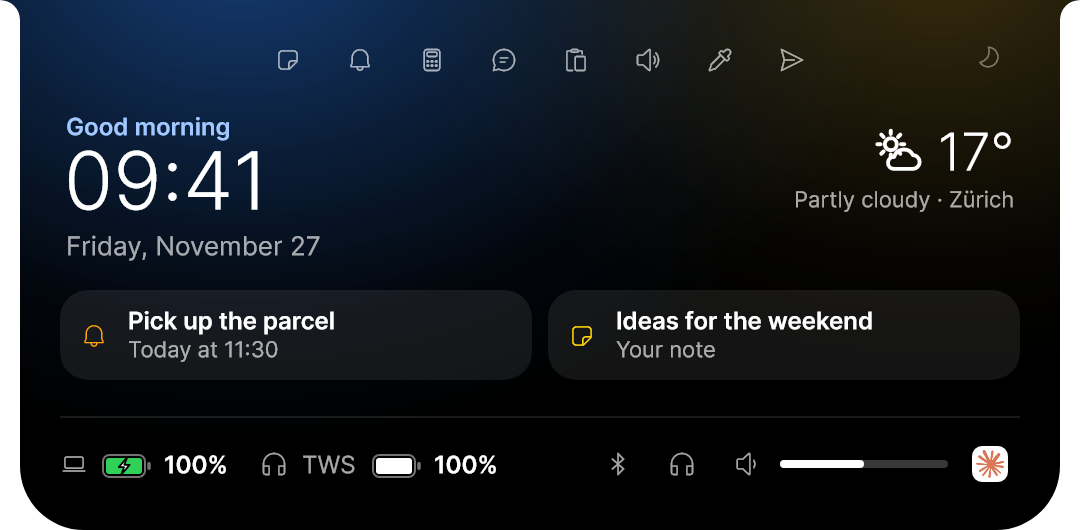 Good morning
09:41
17°
Partly cloudy · Zürich
Friday, November 27
Pick up the parcel
Today at 11:30
Ideas for the weekend
Your note
100%
TWS
100%